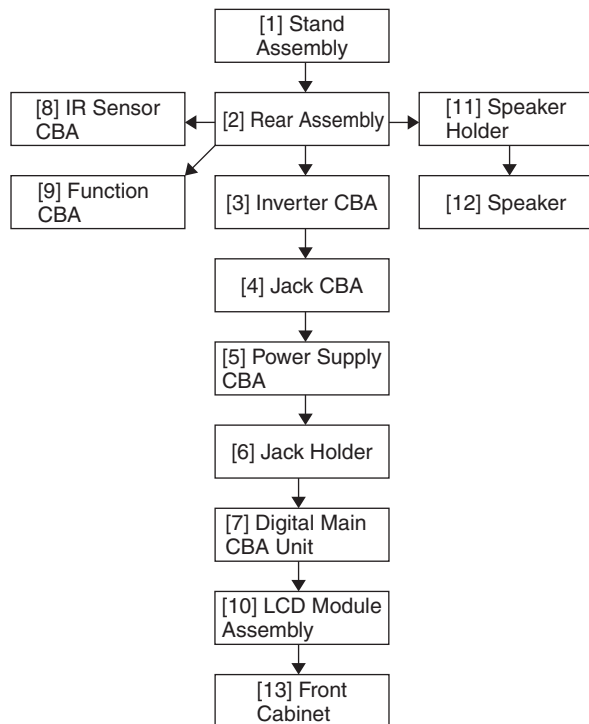 [1] Stand
Assembly
[8] IR Sensor
CBA
[2] Rear Assembly
[11] Speaker
Holder
[9] Function
CBA
[3] Inverter CBA
[12] Speaker
[4] Jack CBA
[5] Power Supply
CBA
[6] Jack Holder
[7] Digital Main
CBA Unit
[10] LCD Module
Assembly
[13] Front
Cabinet